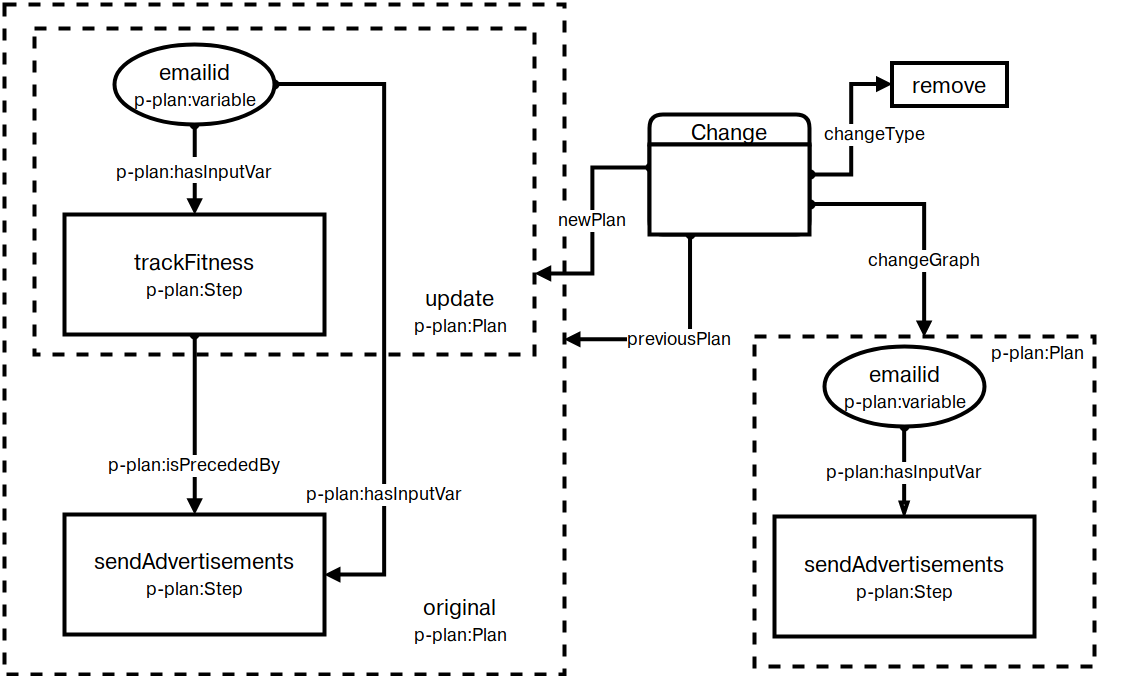 emailid
p-plan:variable
p-plan:hasInputVar
trackFitness
p-plan:Step
update
p-plan:Plan
p-plan:isPrecededBy
p-plan:hasInputVar
sendAdvertisements
p-plan:Step
original
p-plan:Plan
Change
remove
changeType
newPlan
changeGraph
previousPlan
p-plan:Plan
emailid
p-plan:variable
p-plan:hasInputVar
sendAdvertisements
p-plan:Step